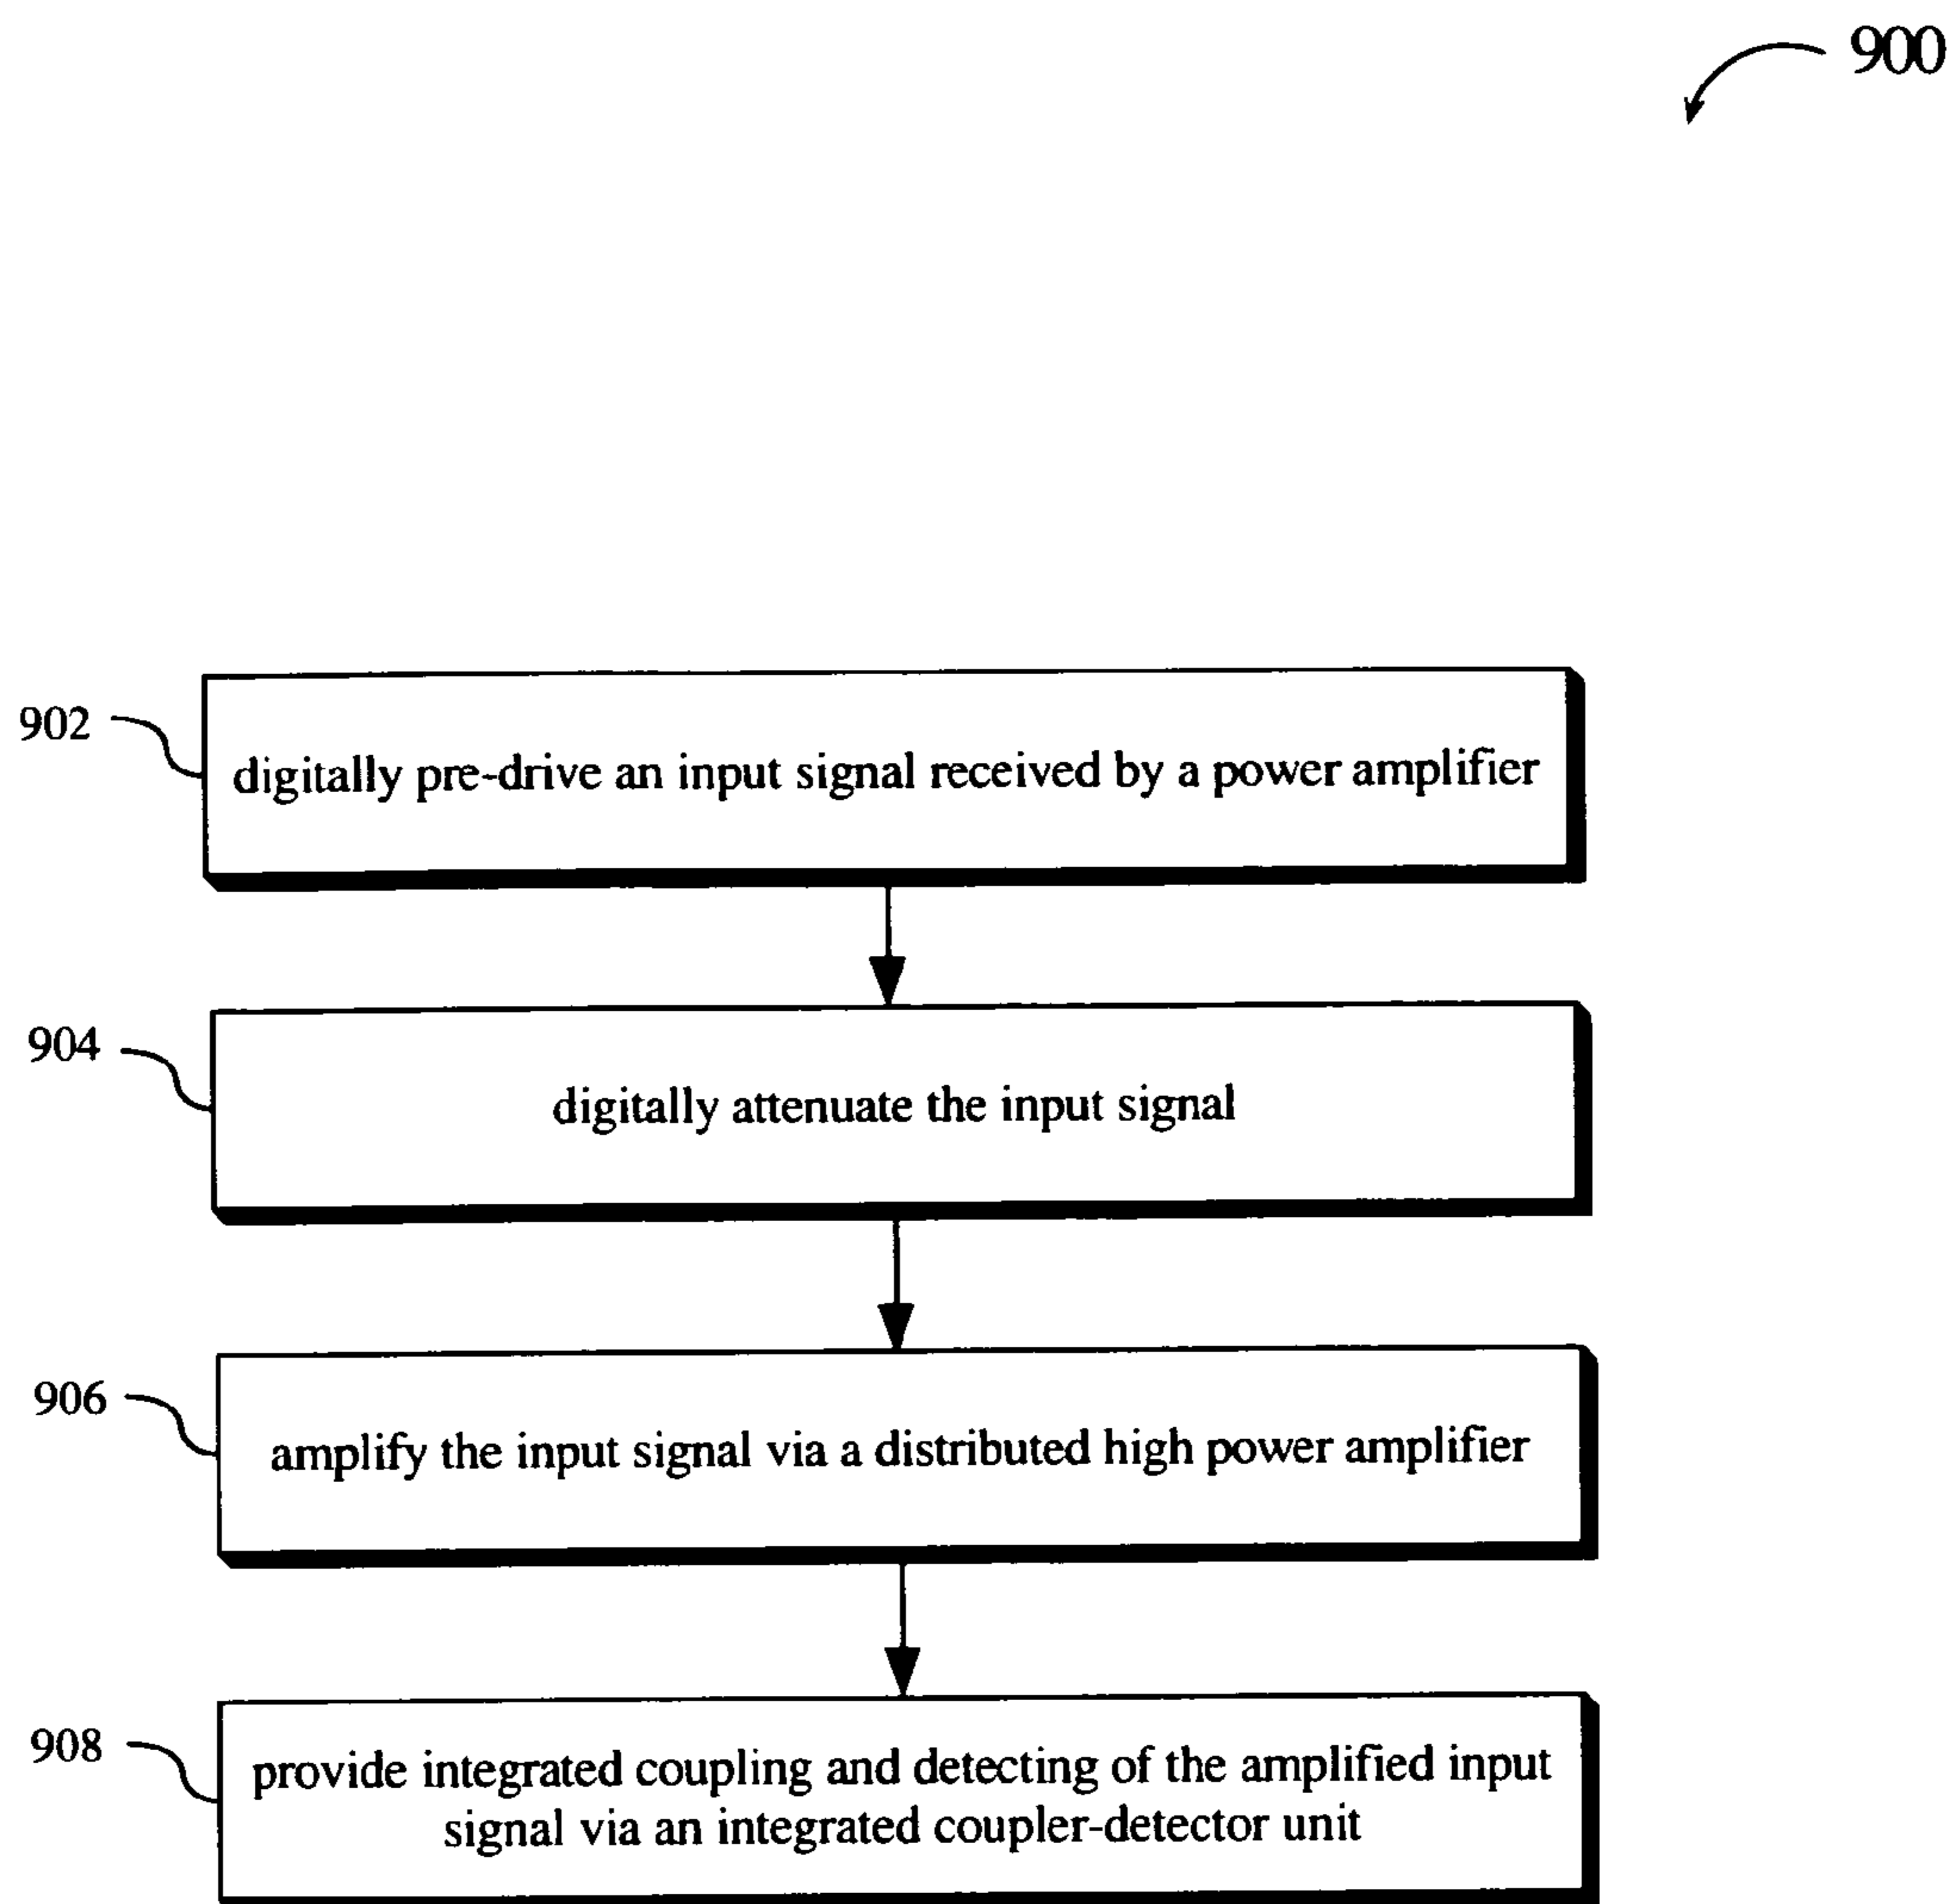 900
902
digitally pre-drive an input signal received by a power amplifier
904
digitally attenuate the input signal
906
amplify the input signal via a distributed high power amplifier
908
provide integrated coupling and detecting of the amplified input
signal via an integrated coupler-detector unit